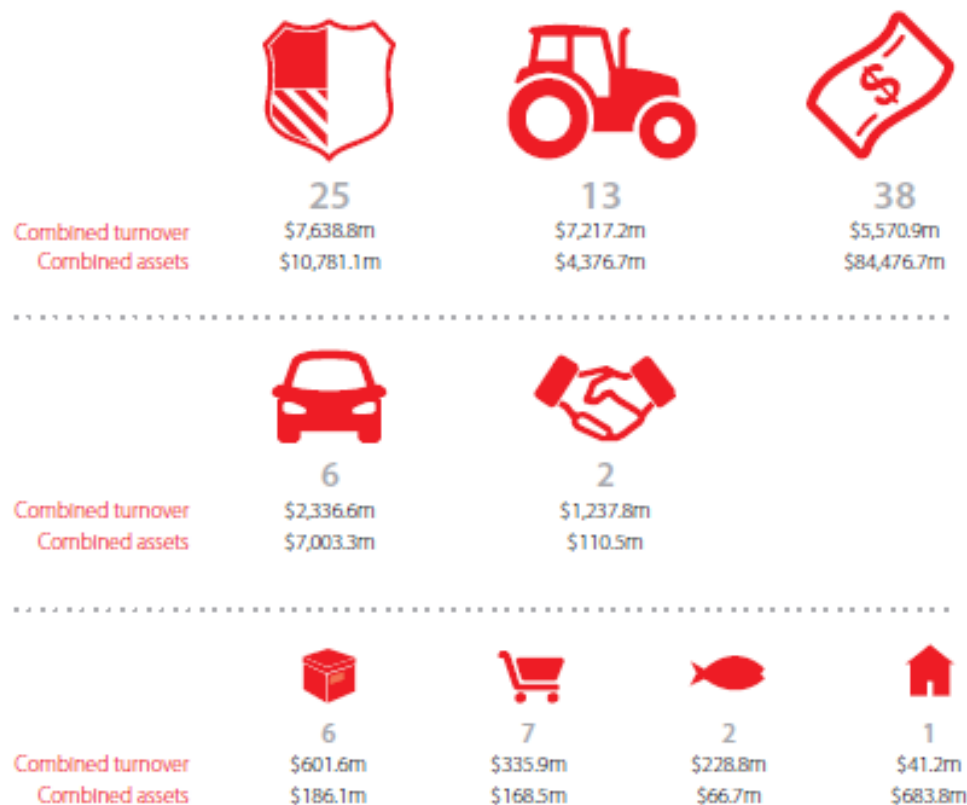 $
25 13 38
Combined turnover $7,638.8m $7,217.2m $5,570.9m
Combined assets $10,781.1m $4,376.7m $84,476.7m
6 2
Combined turnover $2,336.6m $1,237.8m
Combined assets $7,003.3m $110.5m
6 7 2 1
Combined turnover $601.6m $335.9m $228.8m $41.2m
Combined assets $186.1m $168.5m $66.7m $683.8m